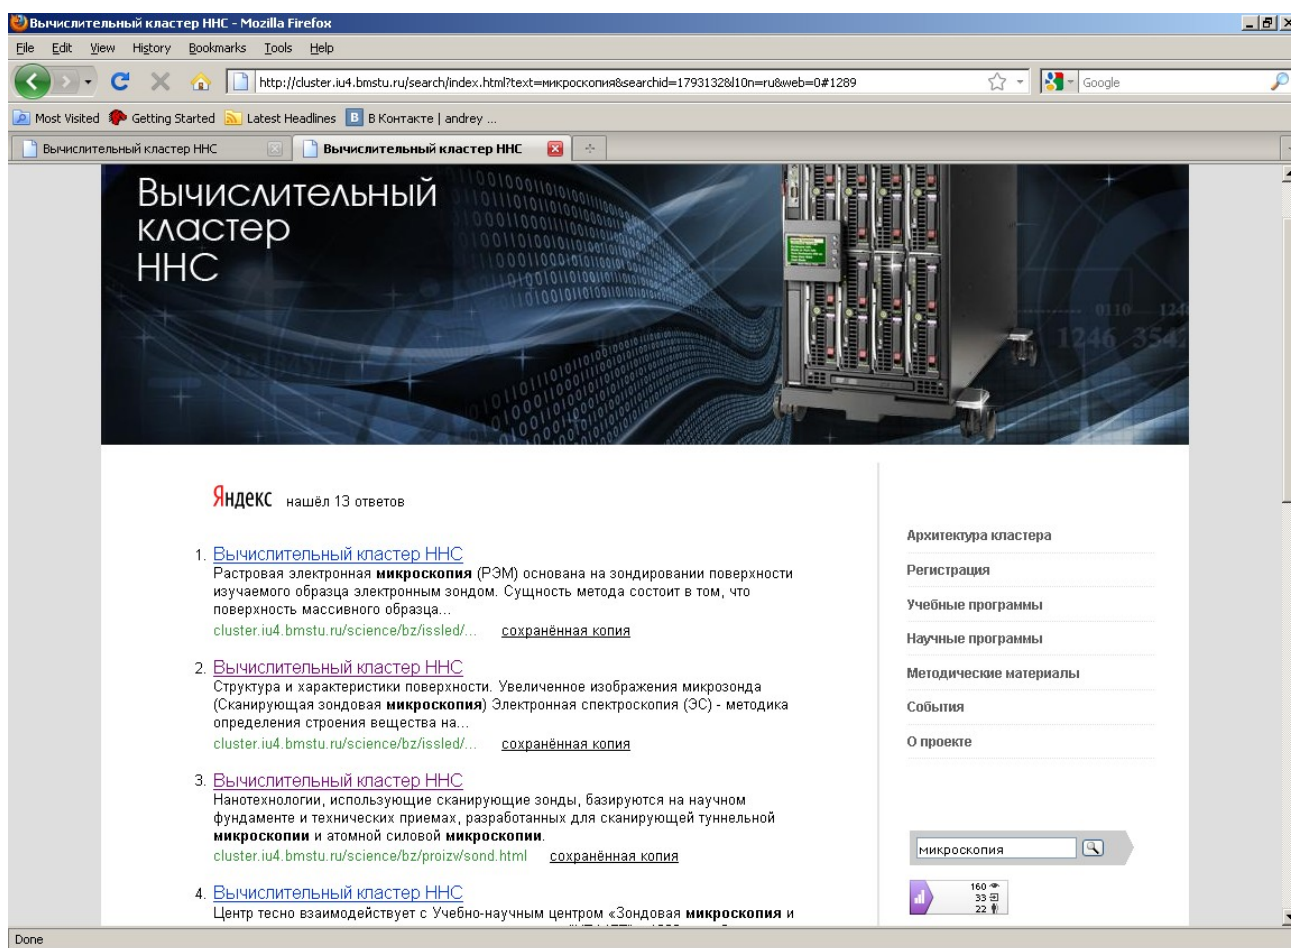 Вычислительный кластер ННС - Mozilla Firefox
File Edit View History Bookmarks Tools Help
http://cluster.iu4.bmstu.ru/search/index.html?text=микроскопия&searchid=179313&l10n=ru&web=0#1289
Google
Most Visited Getting Started Latest Headlines В ВКонтакте | andrey ...
Вычислительный кластер ННС Вычислительный кластер ННС
Вычислительный
кластер
ННС
0110 1246
1246 3542
Яндекс нашёл 13 ответов
1. Вычислительный кластер ННС
Растровая электронная микроскопия (РЭМ) основана на зондировании поверхности
изучаемого образца электронным зондом. Сущность метода состоит в том, что
поверхность массивного образца...
cluster.iu4.bmstu.ru/science/bz/issled/... сохранённая копия
2. Вычислительный кластер ННС
Структура и характеристики поверхности. Увеличенное изображения микрозонда
(Сканирующая зондовая микроскопия) Электронная спектроскопия (ЭС) - методика
определения строения вещества на...
cluster.iu4.bmstu.ru/science/bz/issled/... сохранённая копия
3. Вычислительный кластер ННС
Нанотехнологии, использующие сканирующие зонды, базируются на научном
фундаменте и технических приемах, разработанных для сканирующей туннельной
микроскопии и атомной силовой микроскопии.
cluster.iu4.bmstu.ru/science/bz/proizv/sond.html сохранённая копия
4. Вычислительный кластер ННС
Центр тесно взаимодействует с Учебно-научным центром «Зондовая микроскопия и
Архитектура кластера
Регистрация
Учебные программы
Научные программы
Методические материалы
События
О проекте
микроскопия
160
33
22
Done